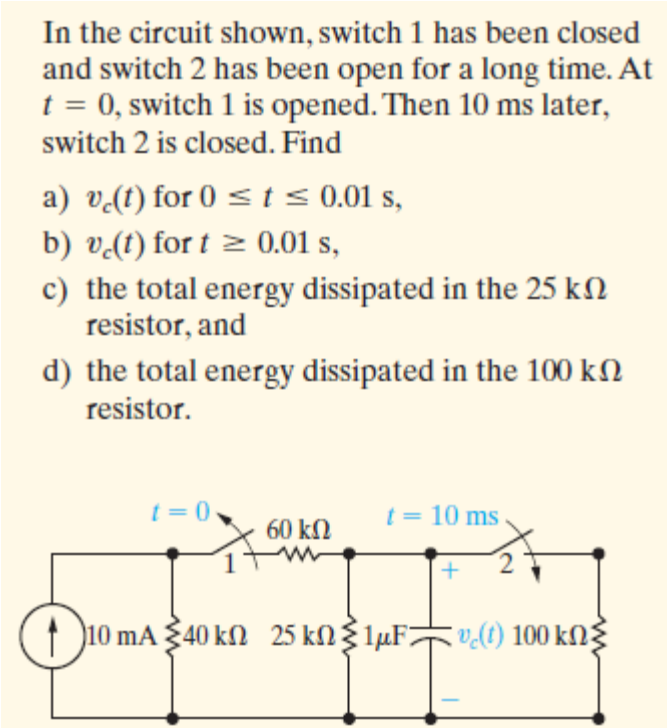 In the circuit shown, switch 1 has been closed
and switch 2 has been open for a long time. At
t = 0, switch 1 is opened. Then 10 ms later,
switch 2 is closed. Find
a) v_c(t) for 0 ≤ t ≤ 0.01 s,
b) v_c(t) for t ≥ 0.01 s,
c) the total energy dissipated in the 25 kΩ
resistor, and
d) the total energy dissipated in the 100 kΩ
resistor.
t = 0
60 kΩ
t = 10 ms
1
+
2
10 mA
40 kΩ
25 kΩ
1 μF
v_c(t)
100 kΩ
−